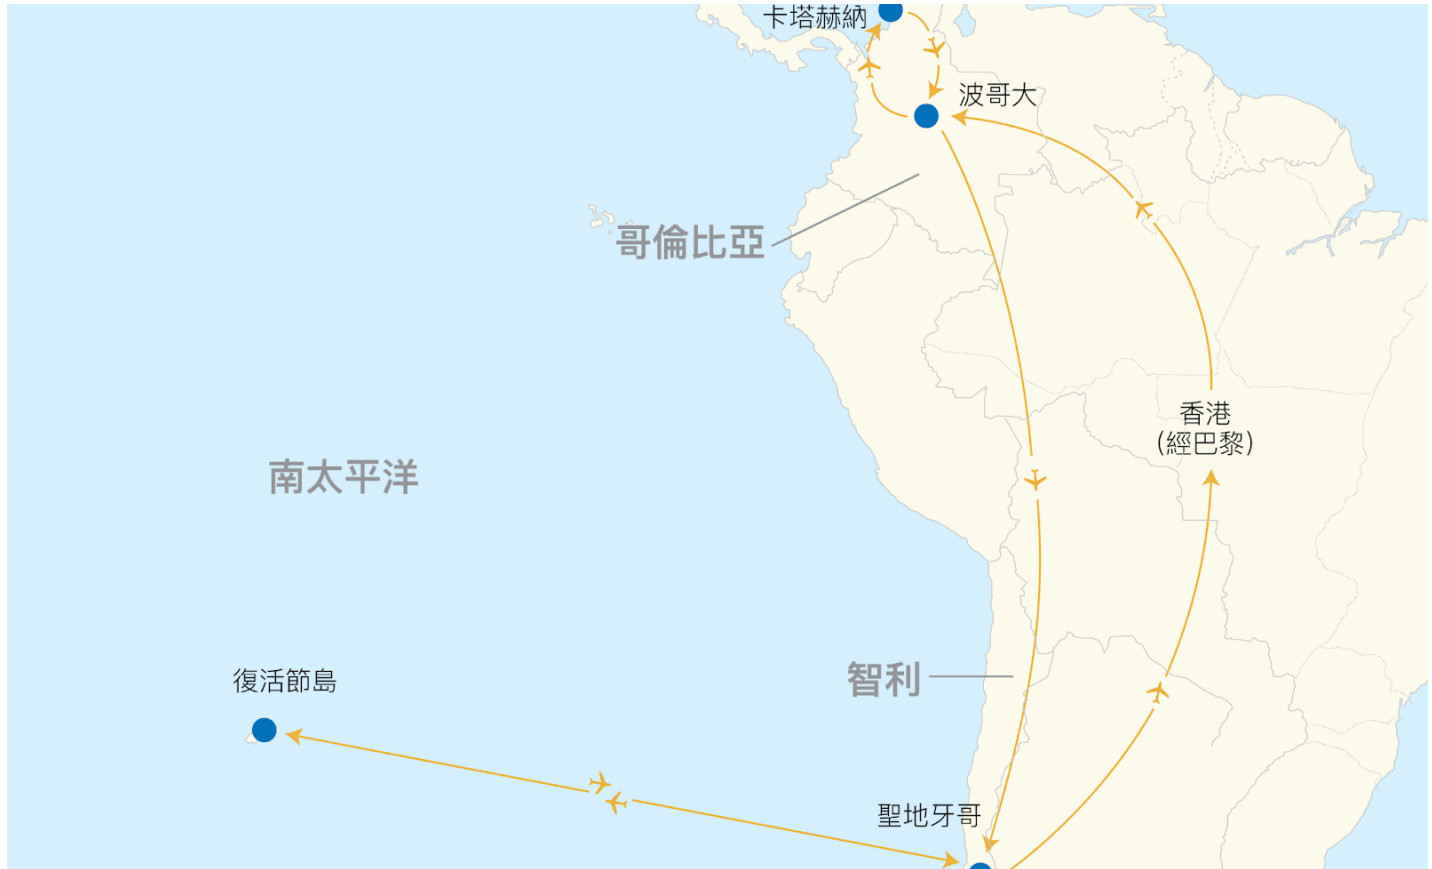 卡塔赫納
波哥大
哥倫比亞
香港
(經巴黎)
南太平洋
智利
復活節島
聖地牙哥